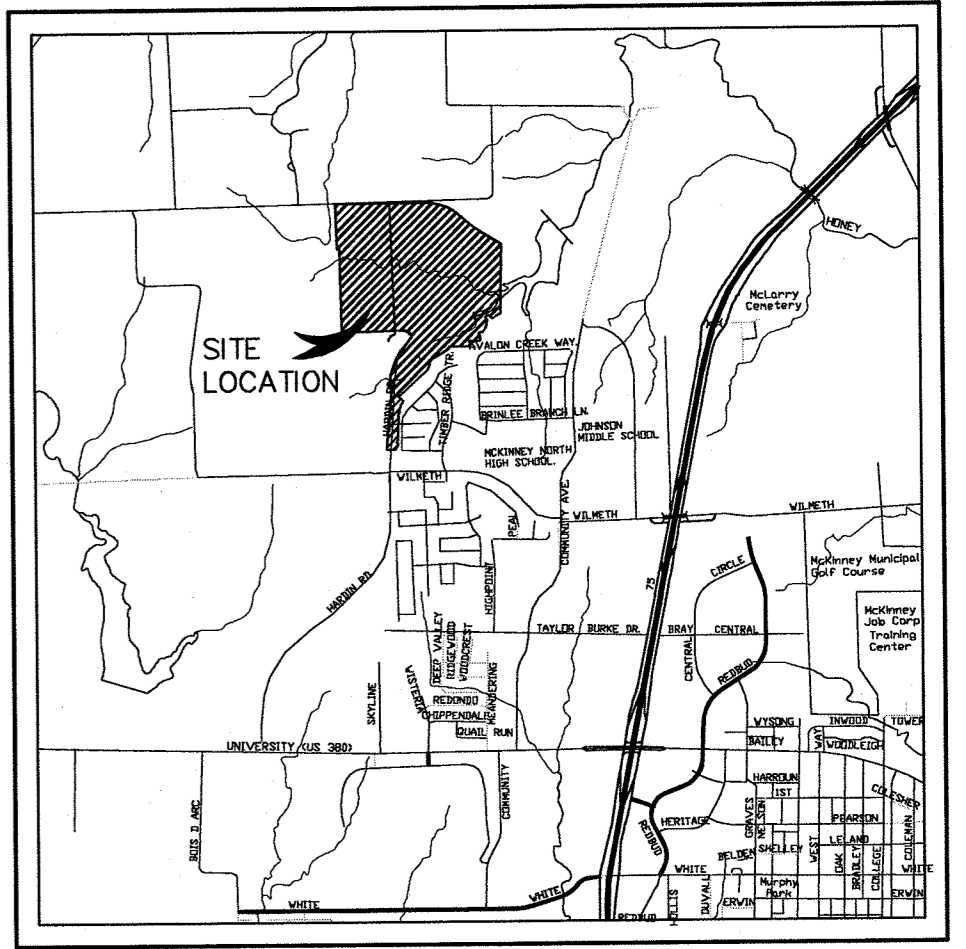 HONEY
McLarry
Cemetery
SITE
LOCATION
AVALON CREEK WAY.
TIMBER RIDGE TR.
HARDIN RD.
BRINLEE BRANCH LN.
JOHNSON
MIDDLE SCHOOL
MCKINNEY NORTH
HIGH SCHOOL.
WILMETH
PEAL
COMMUNITY AVE.
WILMETH
WILMETH
75
CIRCLE
McKinney Municipal
Golf Course
HIGHPOINT
HARDIN RD
McKinney
Job Corp
Training
Center
TAYLOR BURKE DR.
BRAY
CENTRAL
CENTRAL
REDBUD
DEEP VALLEY
RIDGEWOOD
WOODCREST
MEANDERING
WISTERIA
SKYLINE
REDONDO
CHIPPENDALE
QUAIL RUN
WYSONG
INWOOD
TOWER
BAILEY
WAY
WOODLEIGH
UNIVERSITY (US 380)
COMMUNITY
BOIS D ARC
HARROUN
1ST
COLESHER
GRAVES
NELSON
HERITAGE
PEARSON
REDBUD
LELAND
BELDEN
SHELLEY
WEST
OAK
BRADLEY
COLLEGE
COLEMAN
WHITE
WHITE
WHITE
WHITE
Murphy
Park
ERWIN
ERWIN
HOLLIS
DUVALL
REDBUD